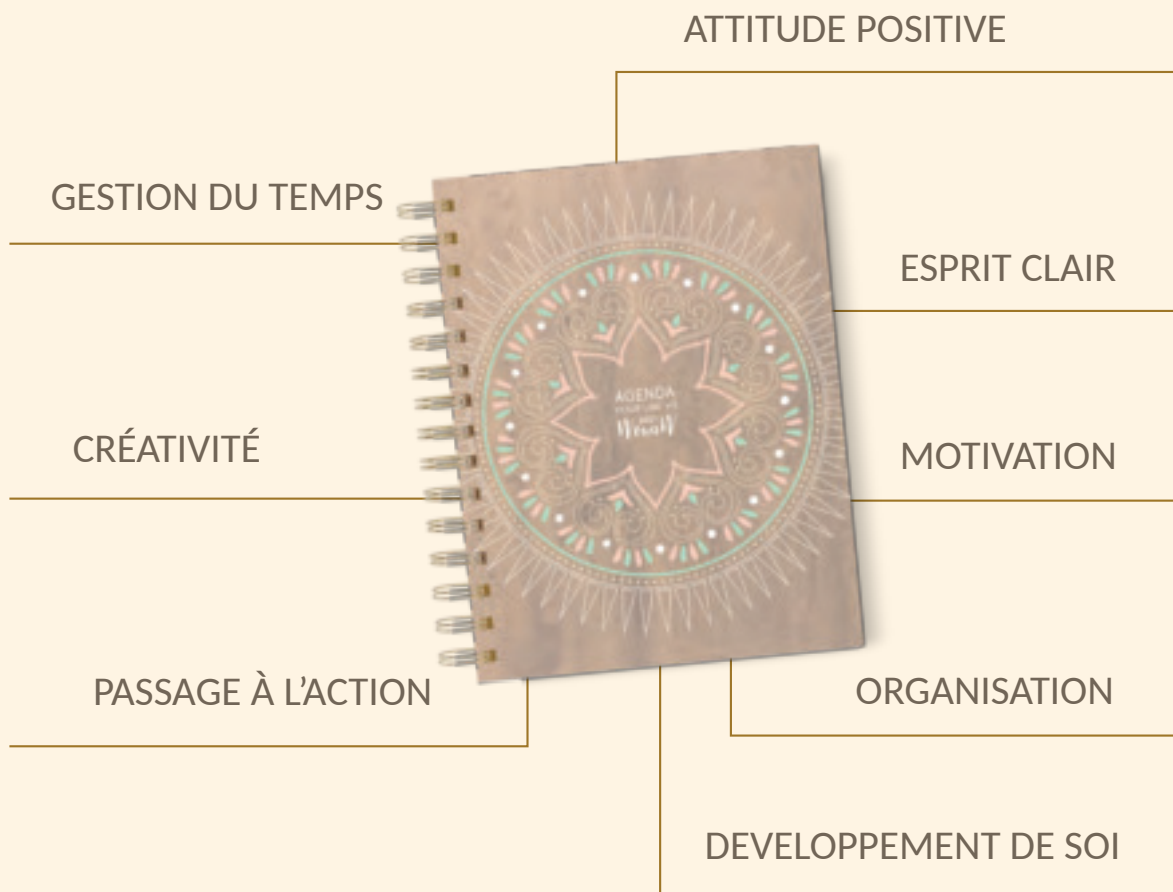 ATTITUDE POSITIVE
GESTION DU TEMPS
ESPRIT CLAIR
AGENDA
CRÉATIVITÉ
MOTIVATION
PASSAGE À L’ACTION
ORGANISATION
DEVELOPPEMENT DE SOI